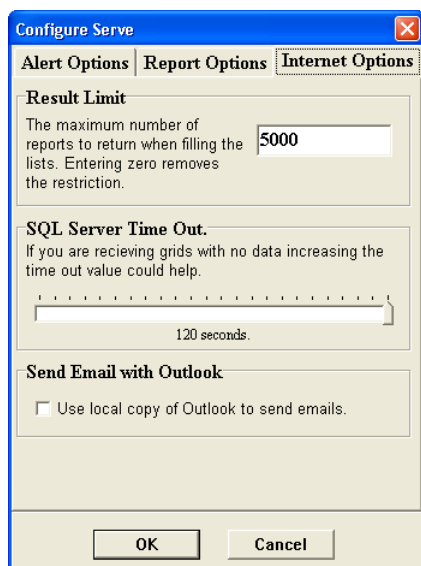 Configure Serve
Alert Options Report Options Internet Options
Result Limit
The maximum number of
reports to return when filling the
lists. Entering zero removes
the restriction.
5000
SQL Server Time Out.
If you are recieving grids with no data increasing the
time out value could help.
120 seconds.
Send Email with Outlook
Use local copy of Outlook to send emails.
OK Cancel